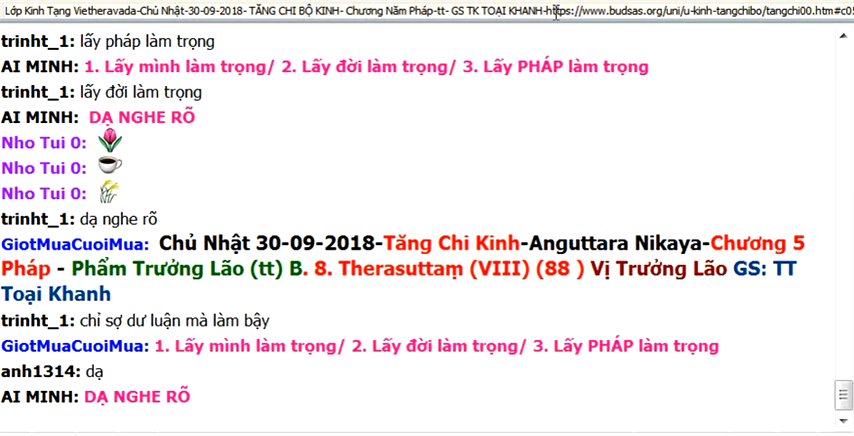 Lớp Kinh Tạng Vietheravada-Chủ Nhật-30-09-2018- TĂNG CHI BỘ KINH- Chương Năm Pháp-tt- GS TK TOẠI KHANH-https://www.budsas.org/uni/u-kinh-tangchibo/tangchi00.htm#c05
trinht_1: lấy pháp làm trọng
AI MINH: 1. Lấy mình làm trọng/ 2. Lấy đời làm trọng/ 3. Lấy PHÁP làm trọng
trinht_1: lấy đời làm trọng
AI MINH: DẠ NGHE RÕ
Nho Tui 0:
Nho Tui 0:
Nho Tui 0:
trinht_1: dạ nghe rõ
GiotMuaCuoiMua: Chủ Nhật 30-09-2018-Tăng Chi Kinh-Anguttara Nikaya-Chương 5
Pháp - Phẩm Trưởng Lão (tt) B. 8. Therasuttaṃ (VIII) (88 ) Vị Trưởng Lão GS: TT
Toại Khanh
trinht_1: chỉ sợ dư luận mà làm bậy
GiotMuaCuoiMua: 1. Lấy mình làm trọng/ 2. Lấy đời làm trọng/ 3. Lấy PHÁP làm trọng
anh1314: dạ
AI MINH: DẠ NGHE RÕ